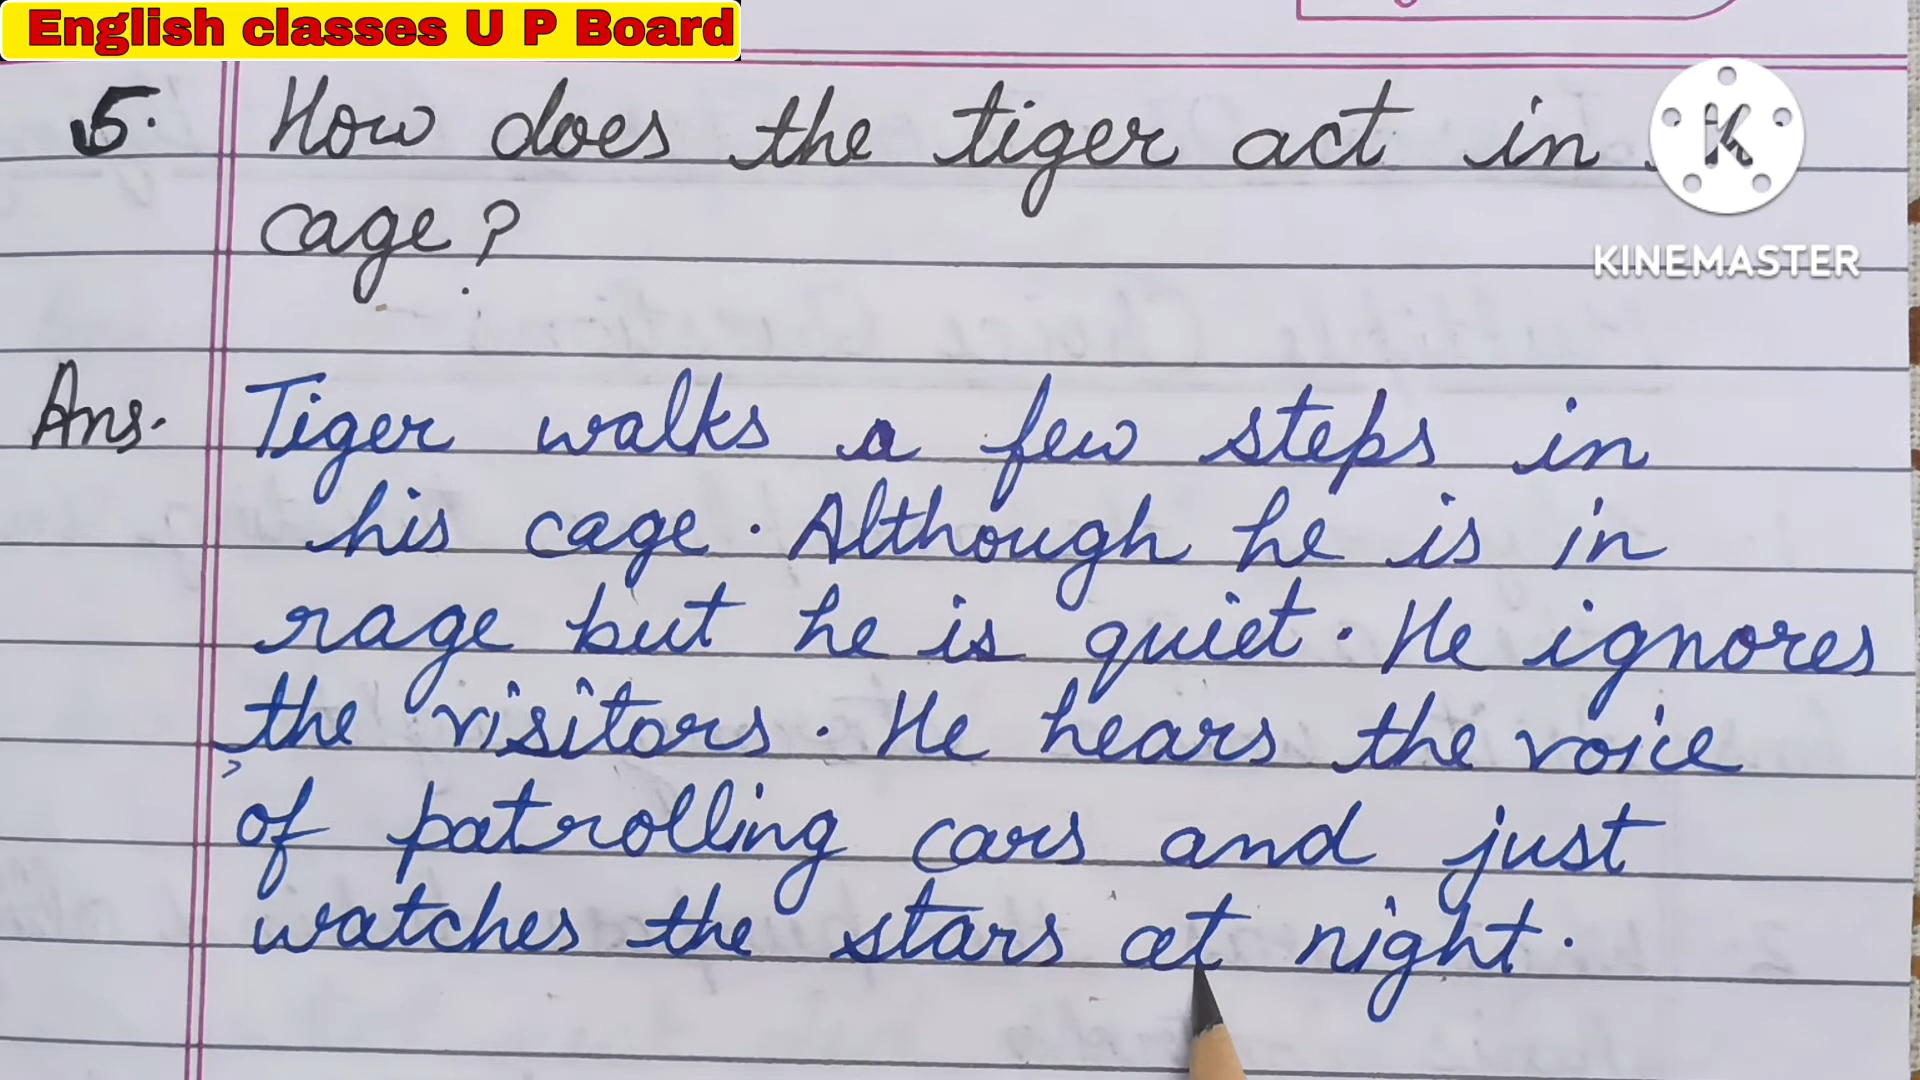 English classes U P Board
5. How does the tiger act in
K
cage?
KINEMASTER
Ans. Tiger walks a few steps in
his cage. Although he is in
rage but he is quiet. He ignores
the visitors. He hears the voice
of patrolling cars and just
watches the stars at night.